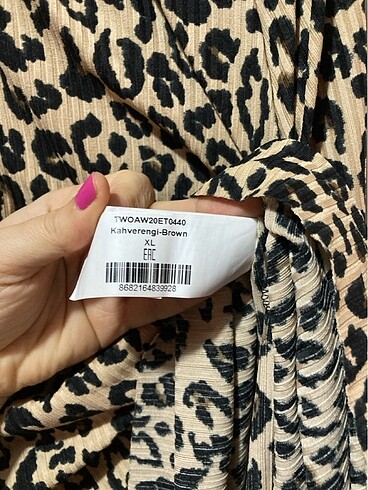 TWOAW20ET0440
Kahverengi-Brown
XL
EAC
8682164839928